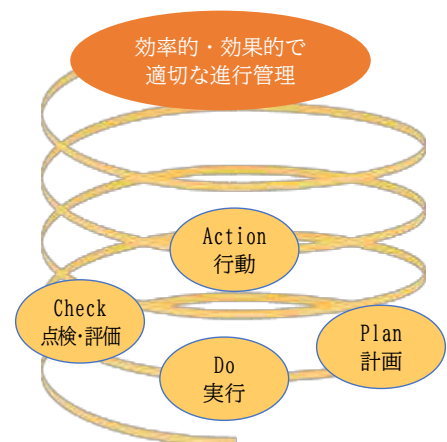 効率的・効果的で
適切な進行管理
Action
行動
Check
点検・評価
Plan
計画
Do
実行